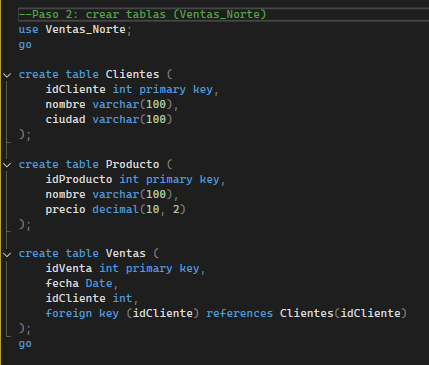 --Paso 2: crear tablas (Ventas_Norte)
use Ventas_Norte;
go
create table Clientes (
idCliente int primary key,
nombre varchar(100),
ciudad varchar(100)
);
create table Producto (
idProducto int primary key,
nombre varchar(100),
precio decimal(10, 2)
);
create table Ventas (
idVenta int primary key,
fecha Date,
idCliente int,
foreign key (idCliente) references Clientes(idCliente)
);
go